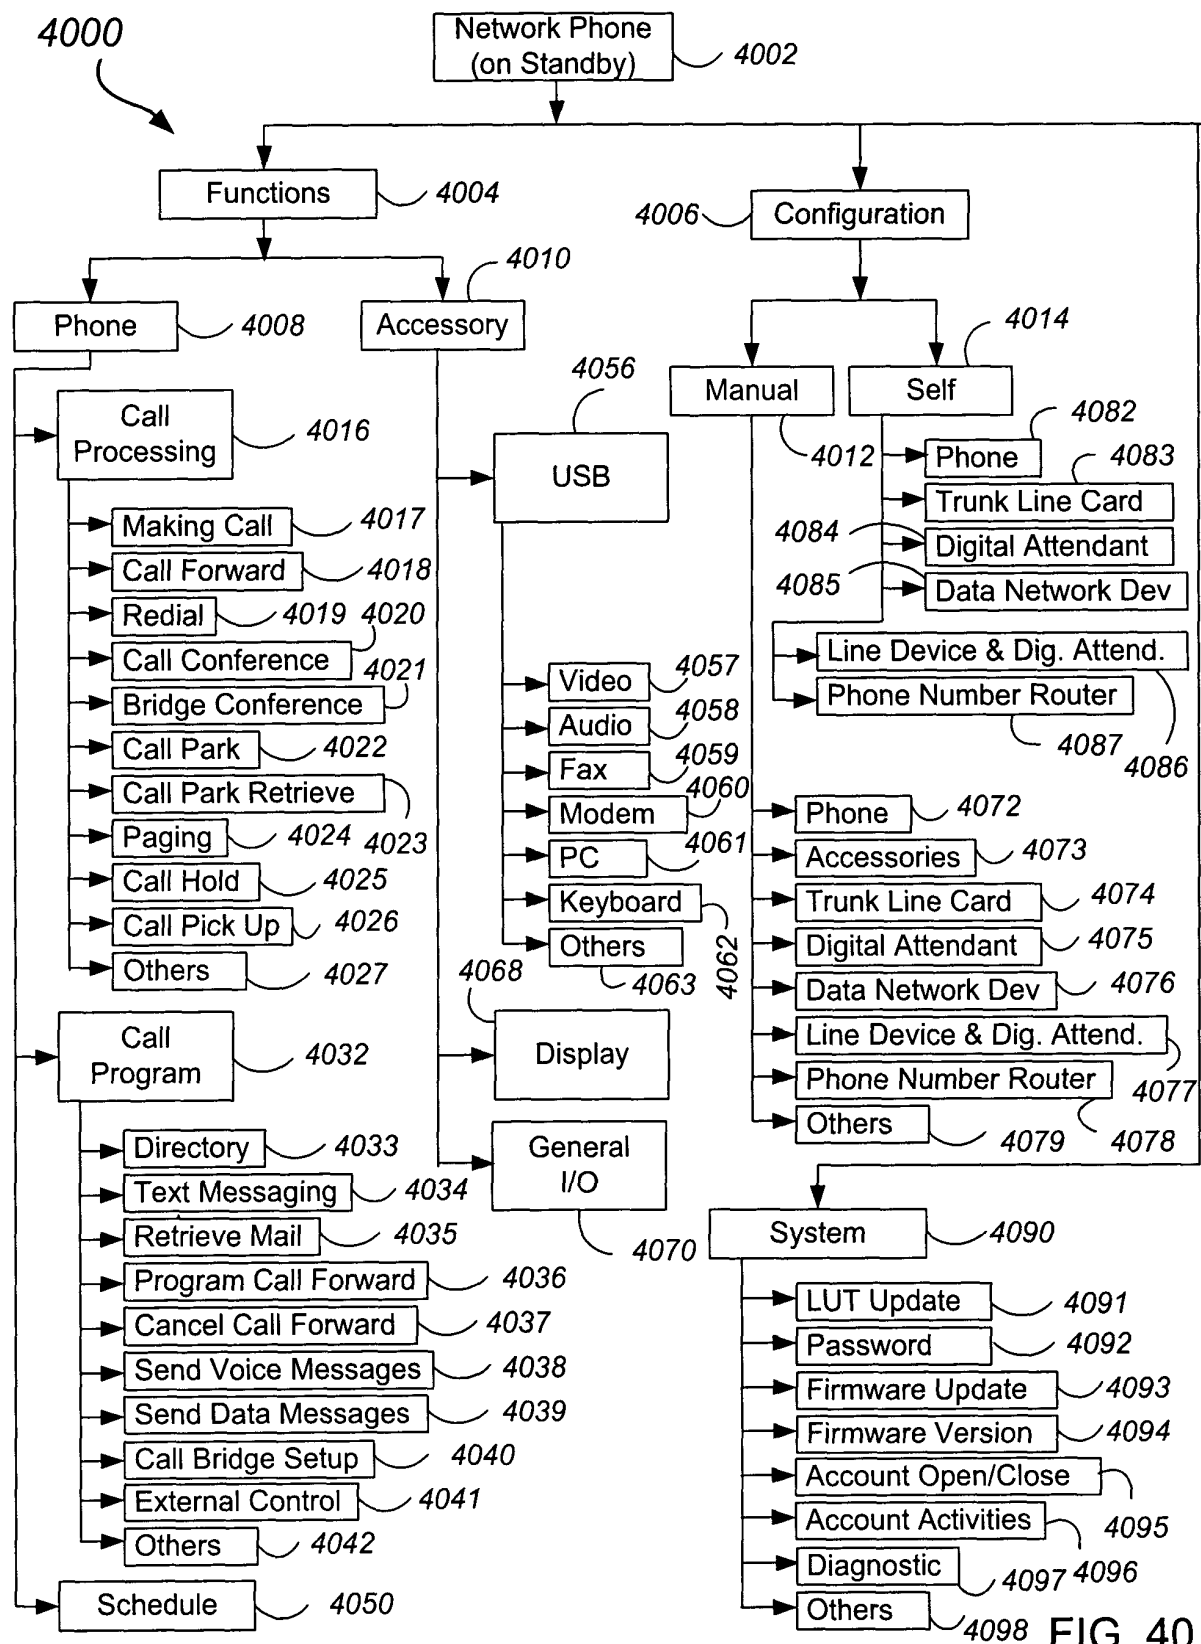 4000
Network Phone
(on Standby)
4002
Functions
4004
4006
Configuration
Phone
4008
4010
Accessory
Manual
4012
4014
Self
Call
Processing
4016
Making Call
4017
Call Forward
4018
Redial
4019
4020
Call Conference
4021
Bridge Conference
Call Park
4022
Call Park Retrieve
4023
Paging
4024
Call Hold
4025
Call Pick Up
4026
Others
4027
Call
Program
4032
Directory
4033
Text Messaging
4034
Retrieve Mail
4035
Program Call Forward
4036
Cancel Call Forward
4037
Send Voice Messages
4038
Send Data Messages
4039
Call Bridge Setup
4040
External Control
4041
Others
4042
Schedule
4050
4056
USB
Video
4057
Audio
4058
Fax
4059
4060
Modem
PC
4061
Keyboard
4062
Others
4063
4068
Display
General
I/O
4070
4082
Phone
4083
Trunk Line Card
4084
Digital Attendant
4085
Data Network Dev
Line Device & Dig. Attend.
4086
Phone Number Router
4087
Phone
4072
Accessories
4073
Trunk Line Card
4074
Digital Attendant
4075
Data Network Dev
4076
Line Device & Dig. Attend.
4077
Phone Number Router
4078
Others
4079
System
4090
LUT Update
4091
Password
4092
Firmware Update
4093
Firmware Version
4094
Account Open/Close
4095
Account Activities
4096
Diagnostic
4097
Others
4098
FIG. 40